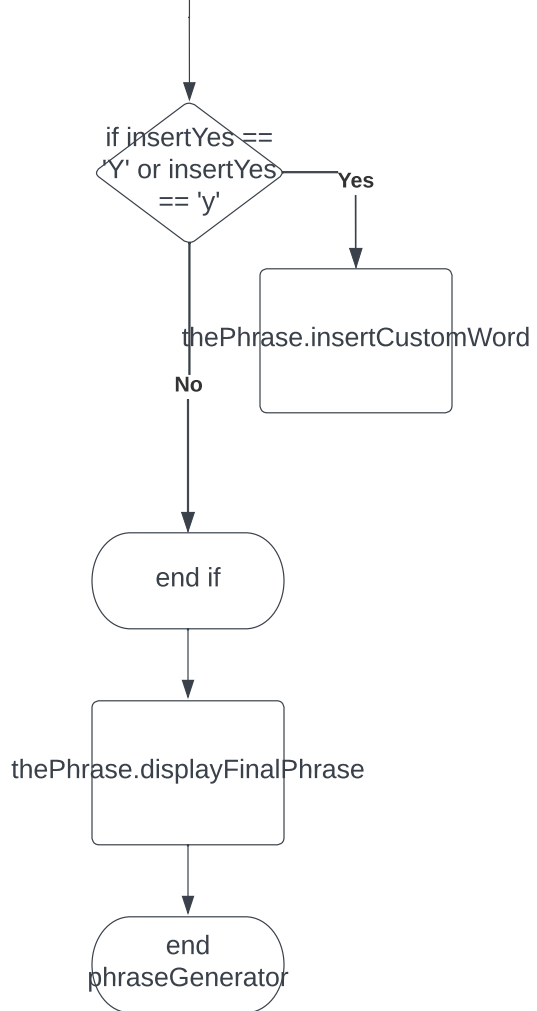 if insertYes ==
'Y' or insertYes
== 'y'
Yes
thePhrase.insertCustomWord
No
end if
thePhrase.displayFinalPhrase
end
phraseGenerator